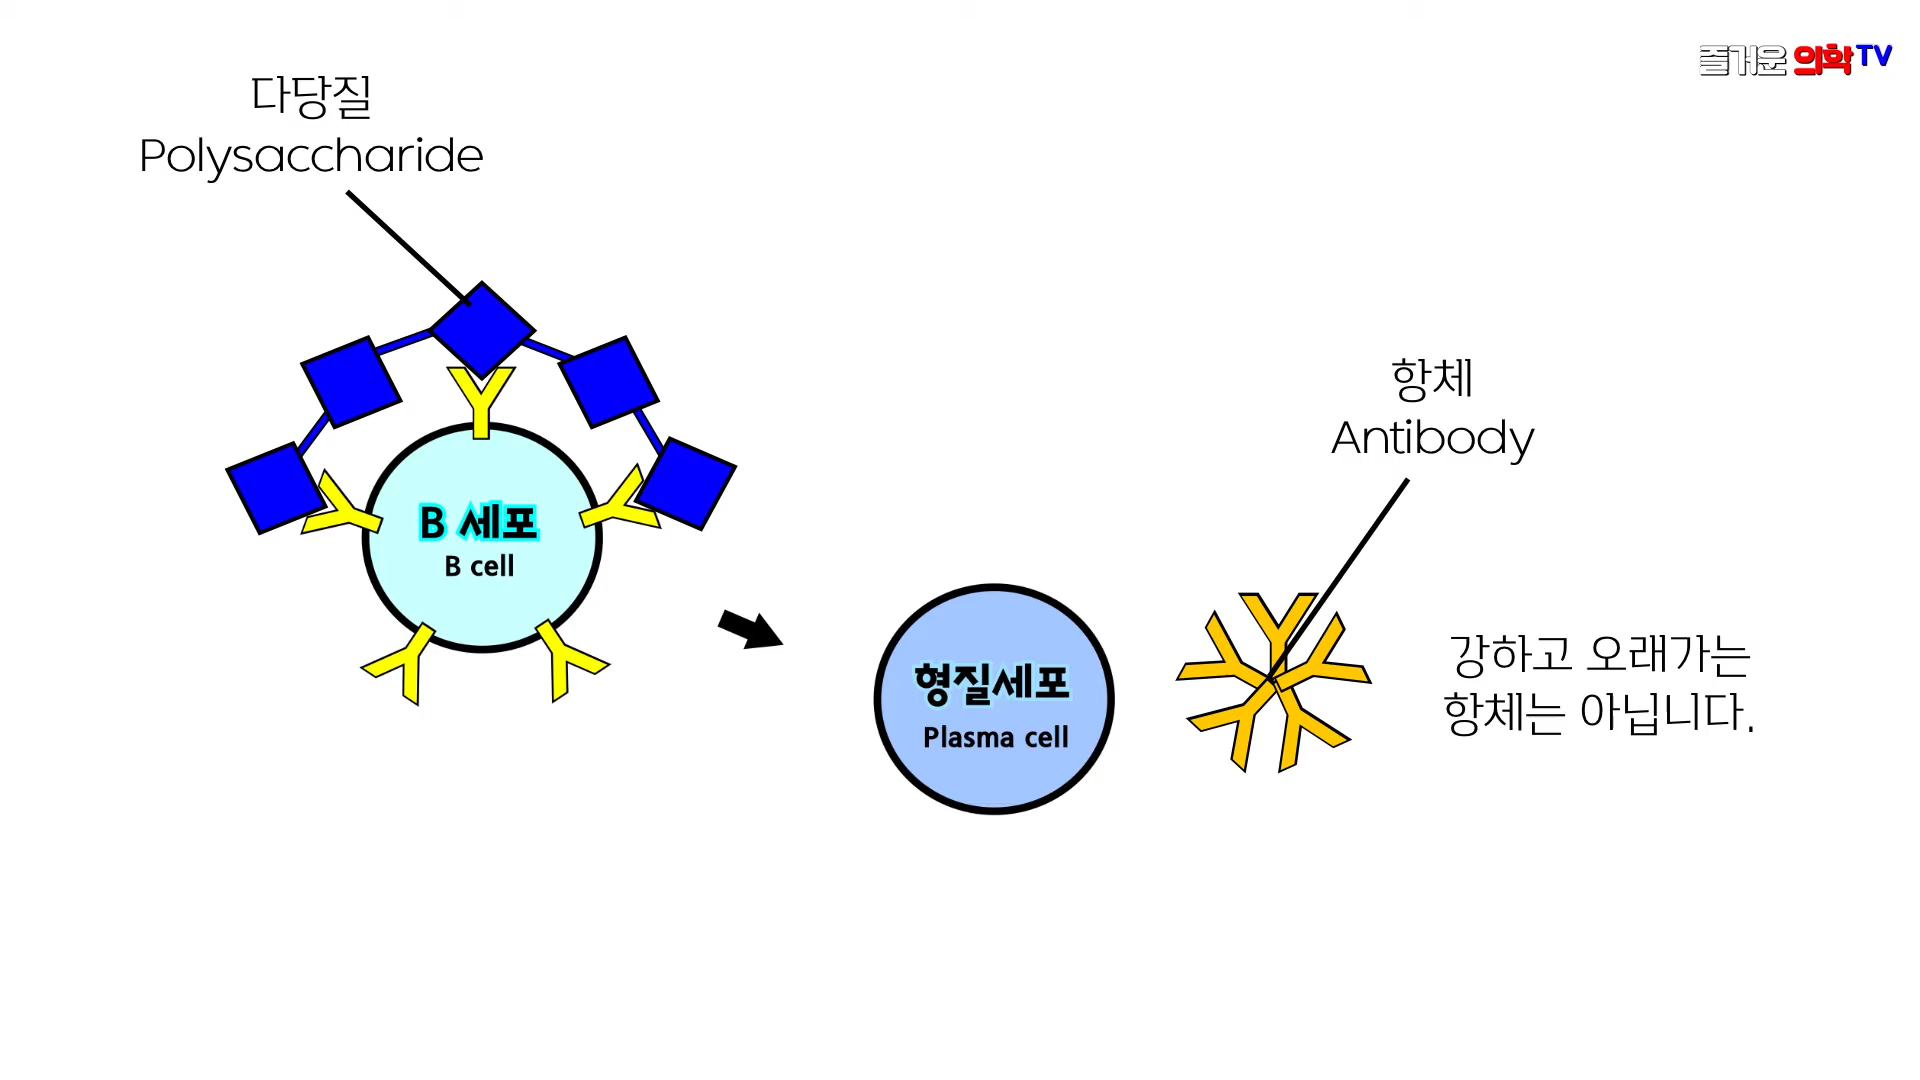 즐거운 의학TV
다당질
Polysaccharide
항체
Antibody
B 세포
B cell
형질세포
Plasma cell
강하고 오래가는
항체는 아닙니다.